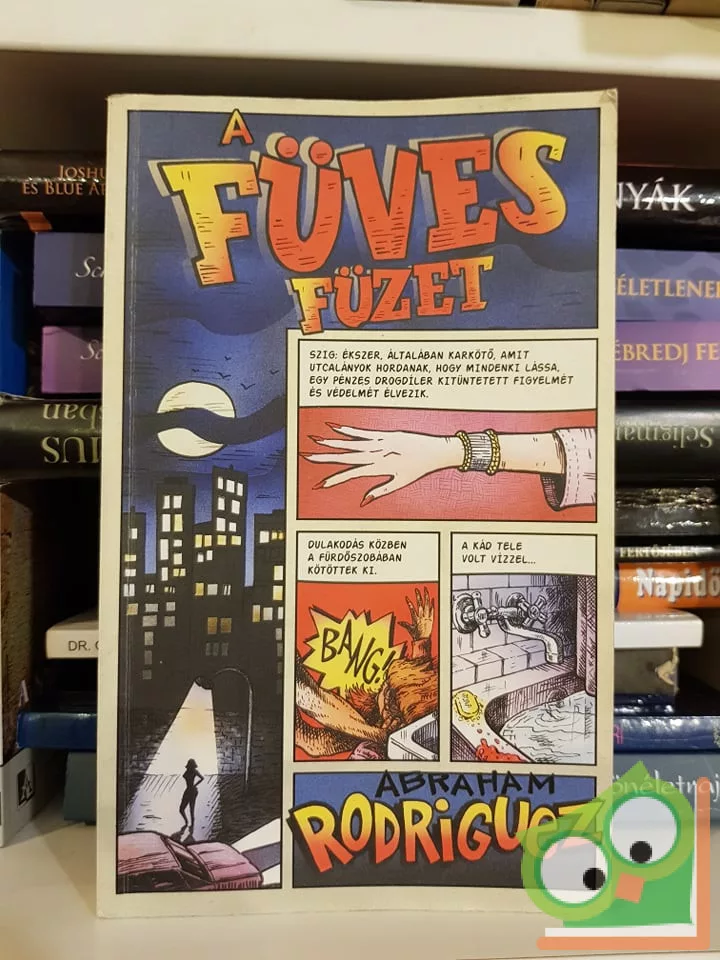 A
FÜVES
FÜZET
SZIG: ÉKSZER, ÁLTALÁBAN KARKÖTŐ, AMIT
UTCALÁNYOK HORDANAK, HOGY MINDENKI LÁSSA,
EGY PÉNZES DROGDÍLER KITÜNTETETT FIGYELMÉT
ÉS VÉDELMÉT ÉLVEZIK.
DULAKODÁS KÖZBEN
A FÜRDŐSZOBÁBAN
KÖTÖTTEK KI.
A KÁD TELE
VOLT VÍZZEL...
BANG!
ABRAHAM
RODRIGUEZ
ÉS BLUE
NYÁK
ÉLETLENE
ÉBREDJ FE
Napidő
DR.